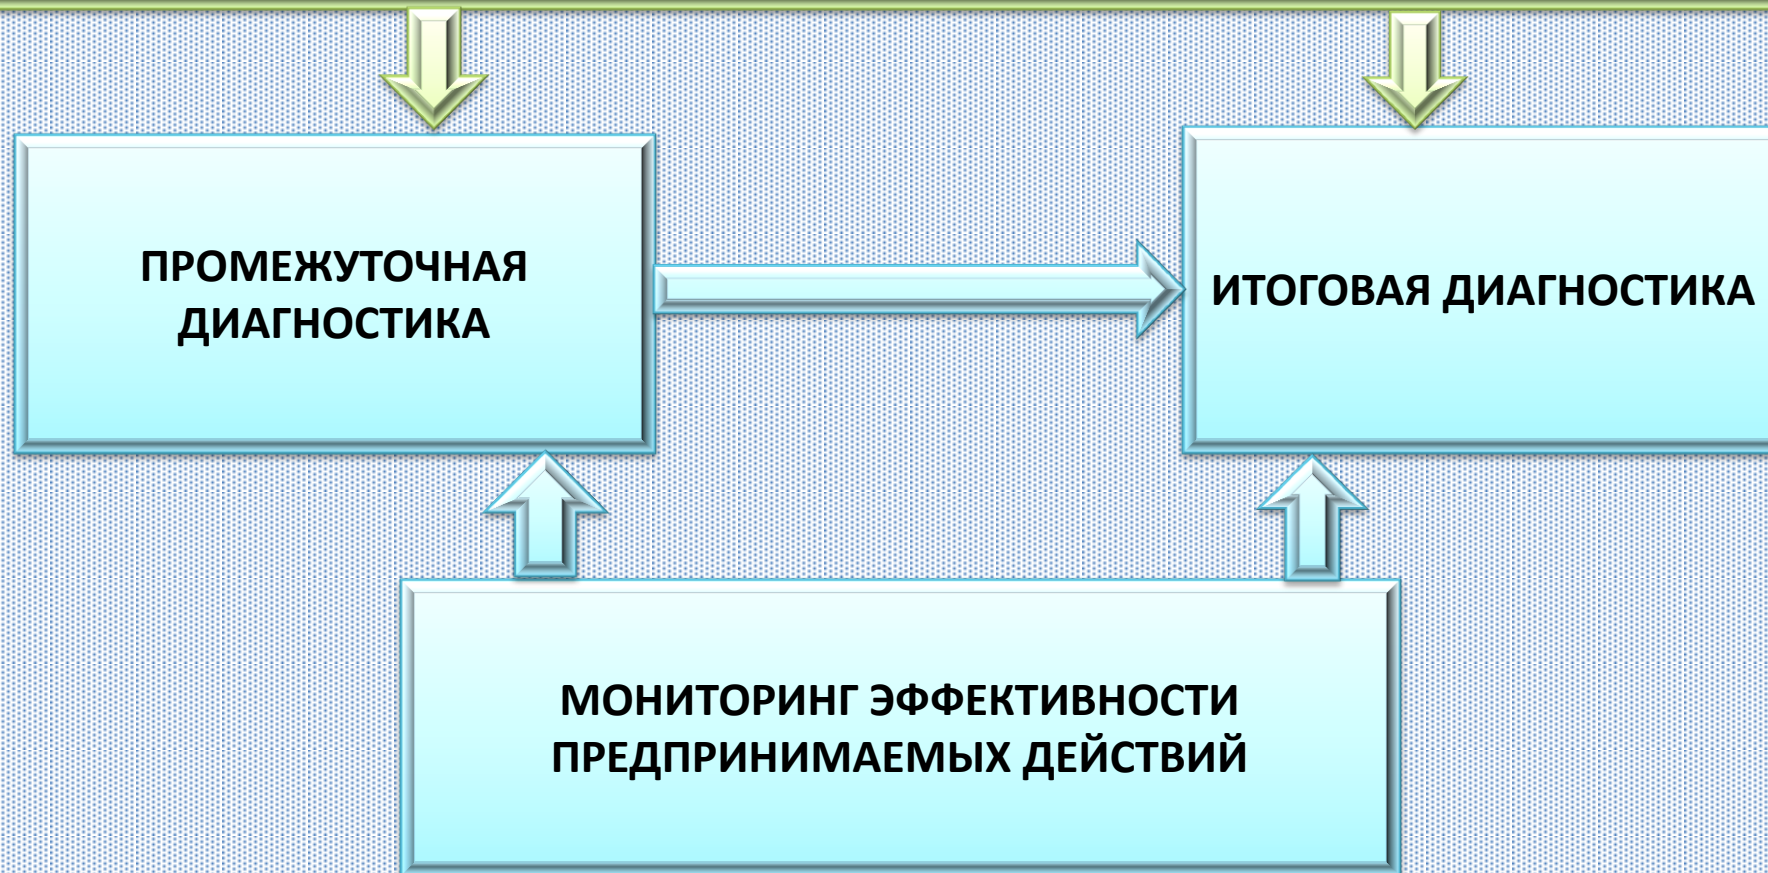 ПРОМЕЖУТОЧНАЯ
ДИАГНОСТИКА
ИТОГОВАЯ ДИАГНОСТИКА
МОНИТОРИНГ ЭФФЕКТИВНОСТИ
ПРЕДПРИНИМАЕМЫХ ДЕЙСТВИЙ